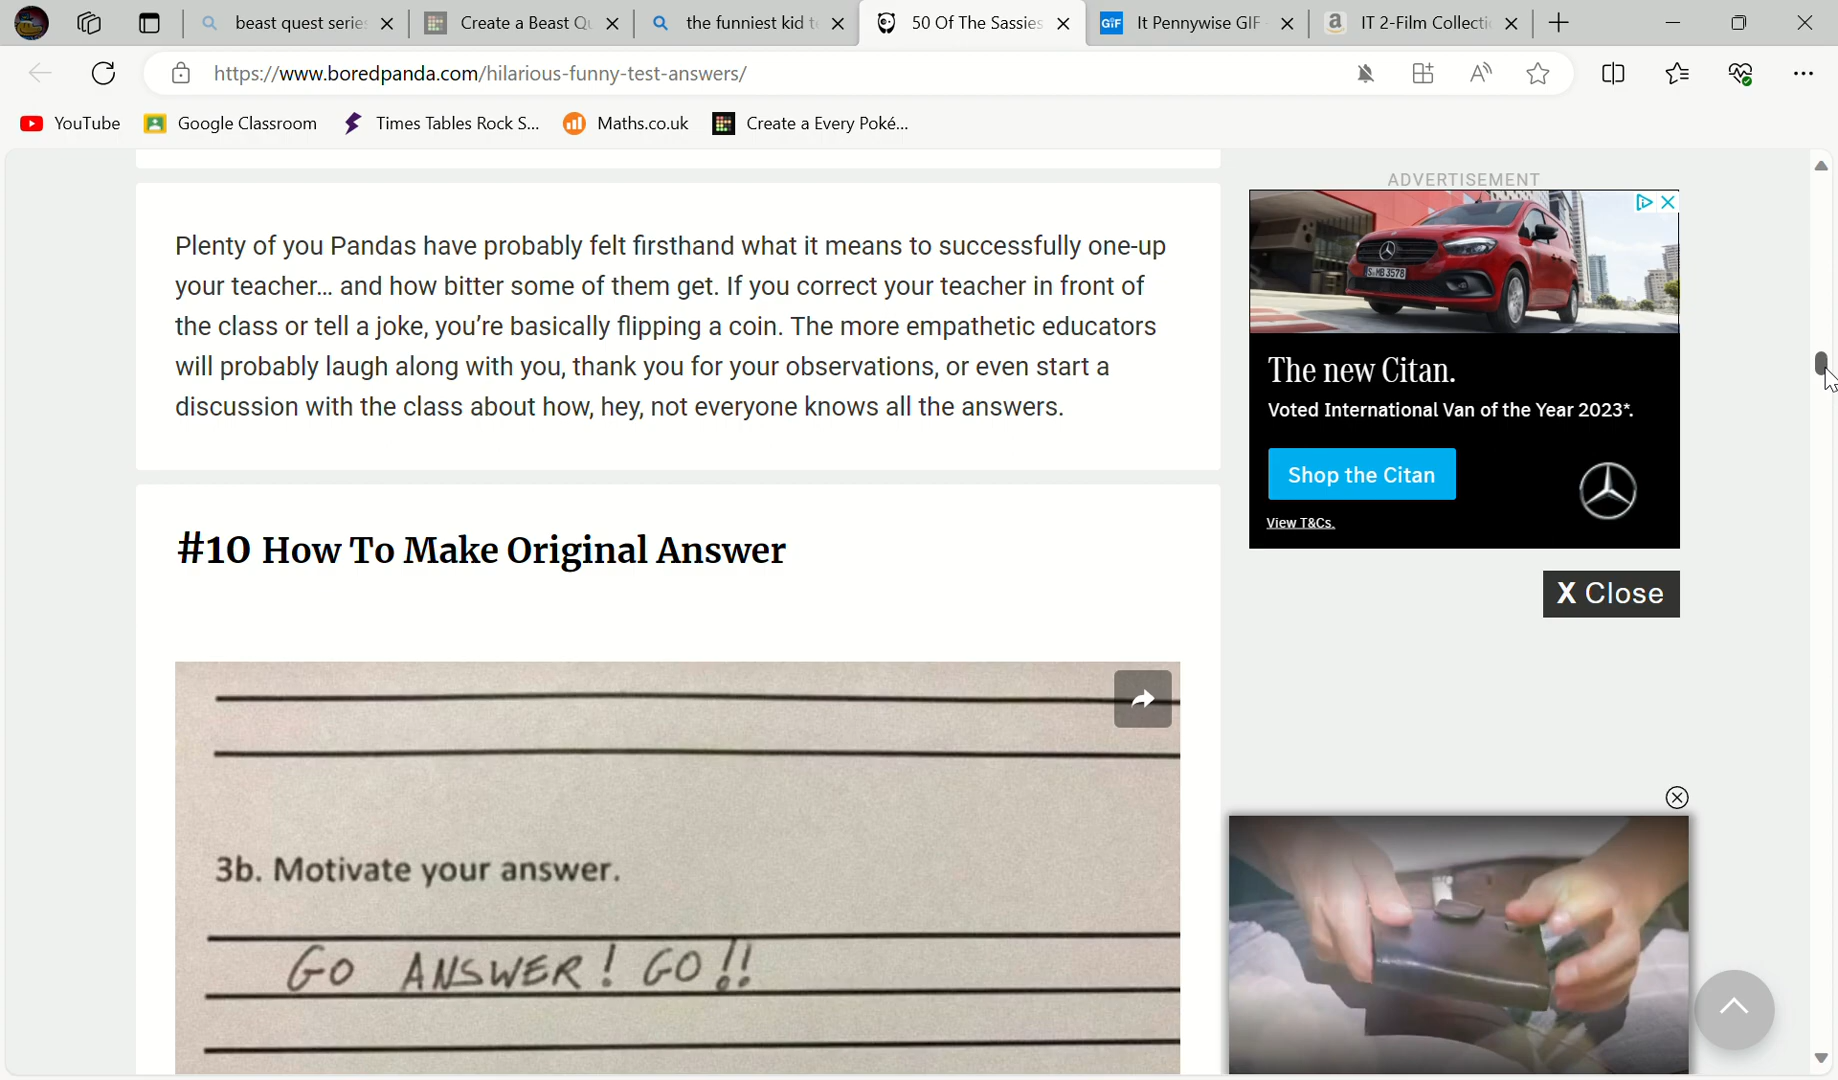 beast quest serie
Create a Beast Qu
the funniest kid t
50 Of The Sassies
GIF
It Pennywise GIF
a
IT 2-Film Collecti
https://www.boredpanda.com/hilarious-funny-test-answers/
YouTube
Google Classroom
Times Tables Rock S...
Maths.co.uk
Create a Every Poké...
Plenty of you Pandas have probably felt firsthand what it means to successfully one-up
your teacher… and how bitter some of them get. If you correct your teacher in front of
the class or tell a joke, you're basically flipping a coin. The more empathetic educators
will probably laugh along with you, thank you for your observations, or even start a
discussion with the class about how, hey, not everyone knows all the answers.
#10 How To Make Original Answer
3b. Motivate your answer.
GO ANSWER! GO!!
ADVERTISEMENT
S·MB 3578
The new Citan.
Voted International Van of the Year 2023*.
Shop the Citan
View T&Cs.
X Close